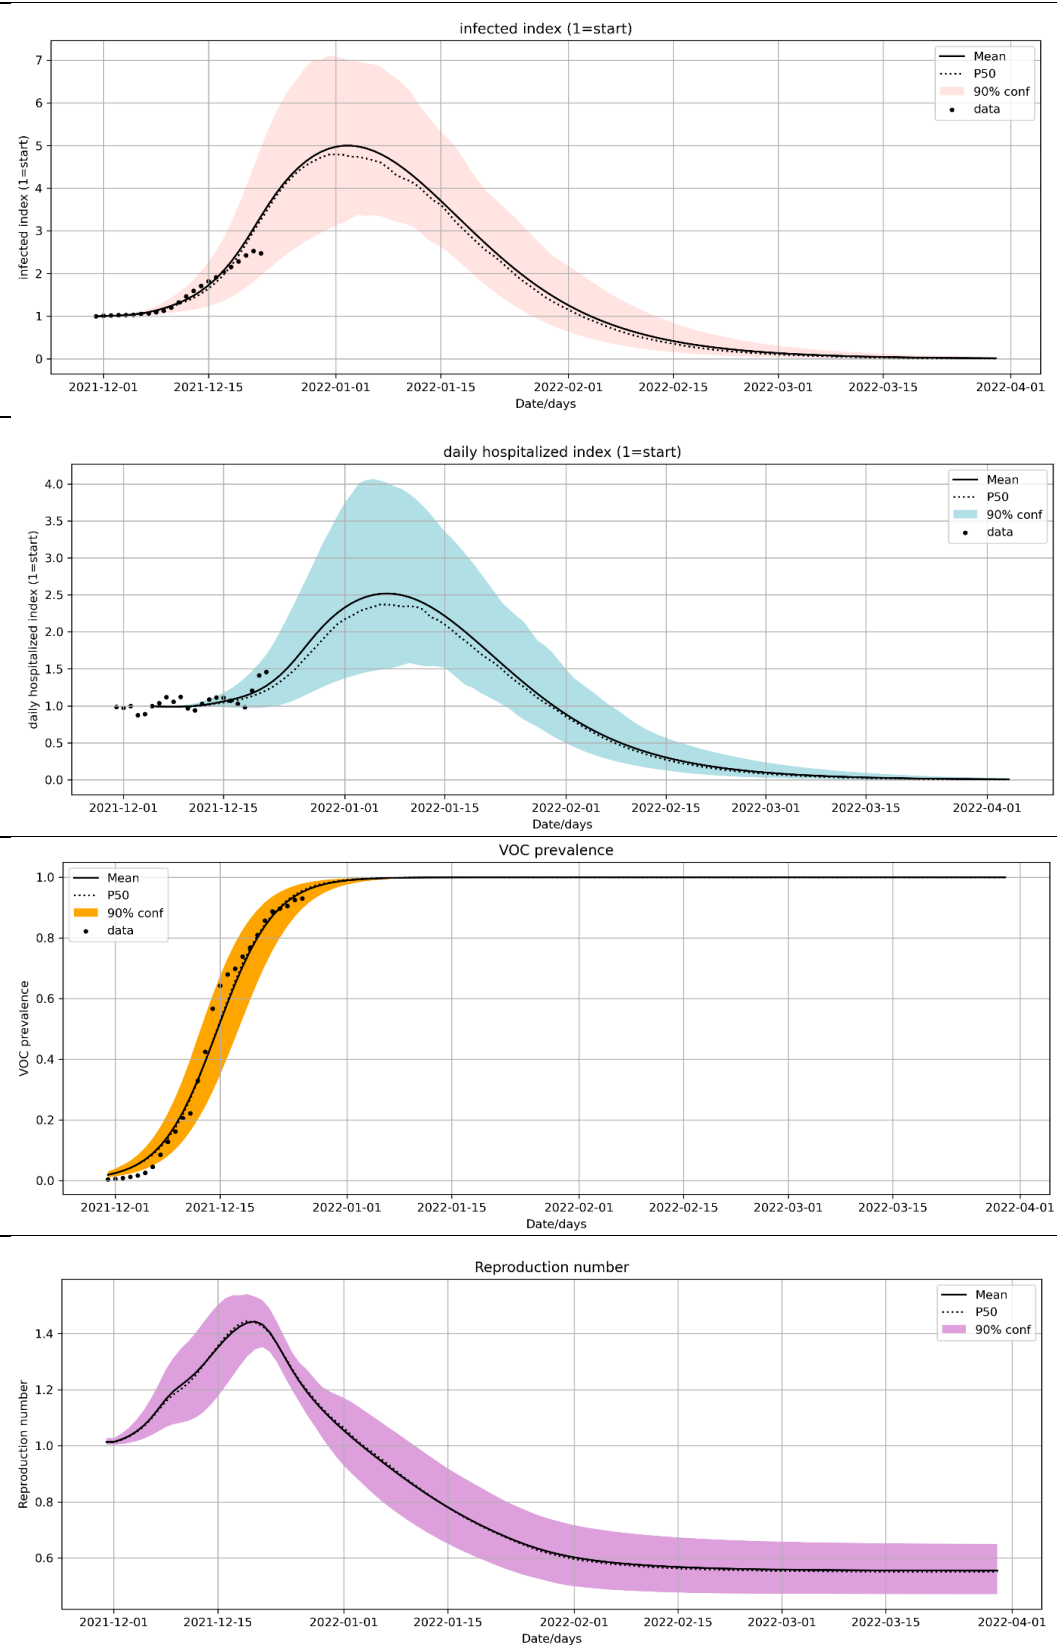 infected index (1=start)
infected index (1=start)
7
6
5
4
3
2
1
0
Mean
P50
90% conf
data
2021-12-01 2021-12-15 2022-01-01 2022-01-15 2022-02-01 2022-02-15 2022-03-01 2022-03-15 2022-04-01
Date/days
daily hospitalized index (1=start)
daily hospitalized index (1=start)
4.0
3.5
3.0
2.5
2.0
1.5
1.0
0.5
0.0
Mean
P50
90% conf
data
2021-12-01 2021-12-15 2022-01-01 2022-01-15 2022-02-01 2022-02-15 2022-03-01 2022-03-15 2022-04-01
Date/days
VOC prevalence
VOC prevalence
1.0
0.8
0.6
0.4
0.2
0.0
Mean
P50
90% conf
data
2021-12-01 2021-12-15 2022-01-01 2022-01-15 2022-02-01 2022-02-15 2022-03-01 2022-03-15 2022-04-01
Date/days
Reproduction number
Reproduction number
1.4
1.2
1.0
0.8
0.6
Mean
P50
90% conf
2021-12-01 2021-12-15 2022-01-01 2022-01-15 2022-02-01 2022-02-15 2022-03-01 2022-03-15 2022-04-01
Date/days